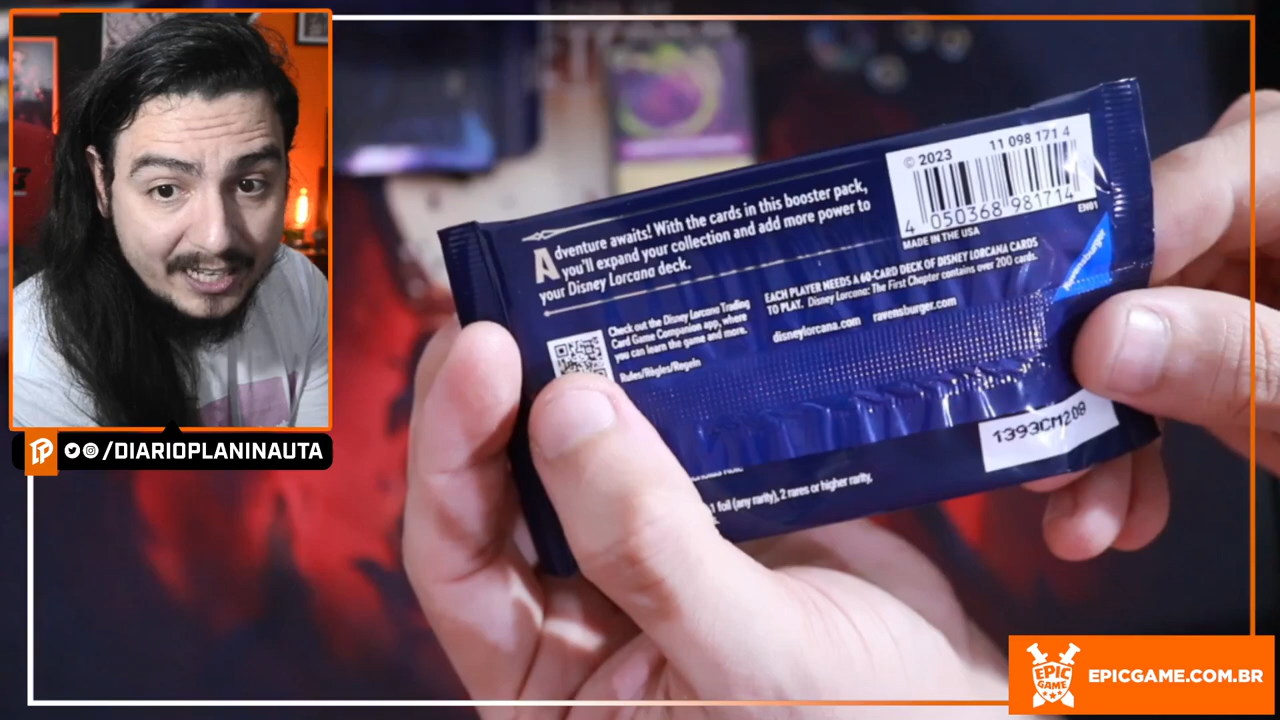 © 2023 11 098 171 4
4 050368 981714
EN01
MADE IN THE USA
Adventure awaits! With the cards in this booster pack,
you'll expand your collection and add more power to
your Disney Lorcana deck.
Ravensburger
Check out the Disney Lorcana Trading
Card Game Companion app, where
you can learn the game and more.
Rules/Règles/Regeln
EACH PLAYER NEEDS A 60-CARD DECK OF DISNEY LORCANA CARDS
TO PLAY. Disney Lorcana: The First Chapter contains over 200 cards.
disneylorcana.com ravensburger.com
1393CM208
1 foil (any rarity), 2 rares or higher rarity,
/DIARIOPLANINAUTA
EPIC
GAME
EPICGAME.COM.BR